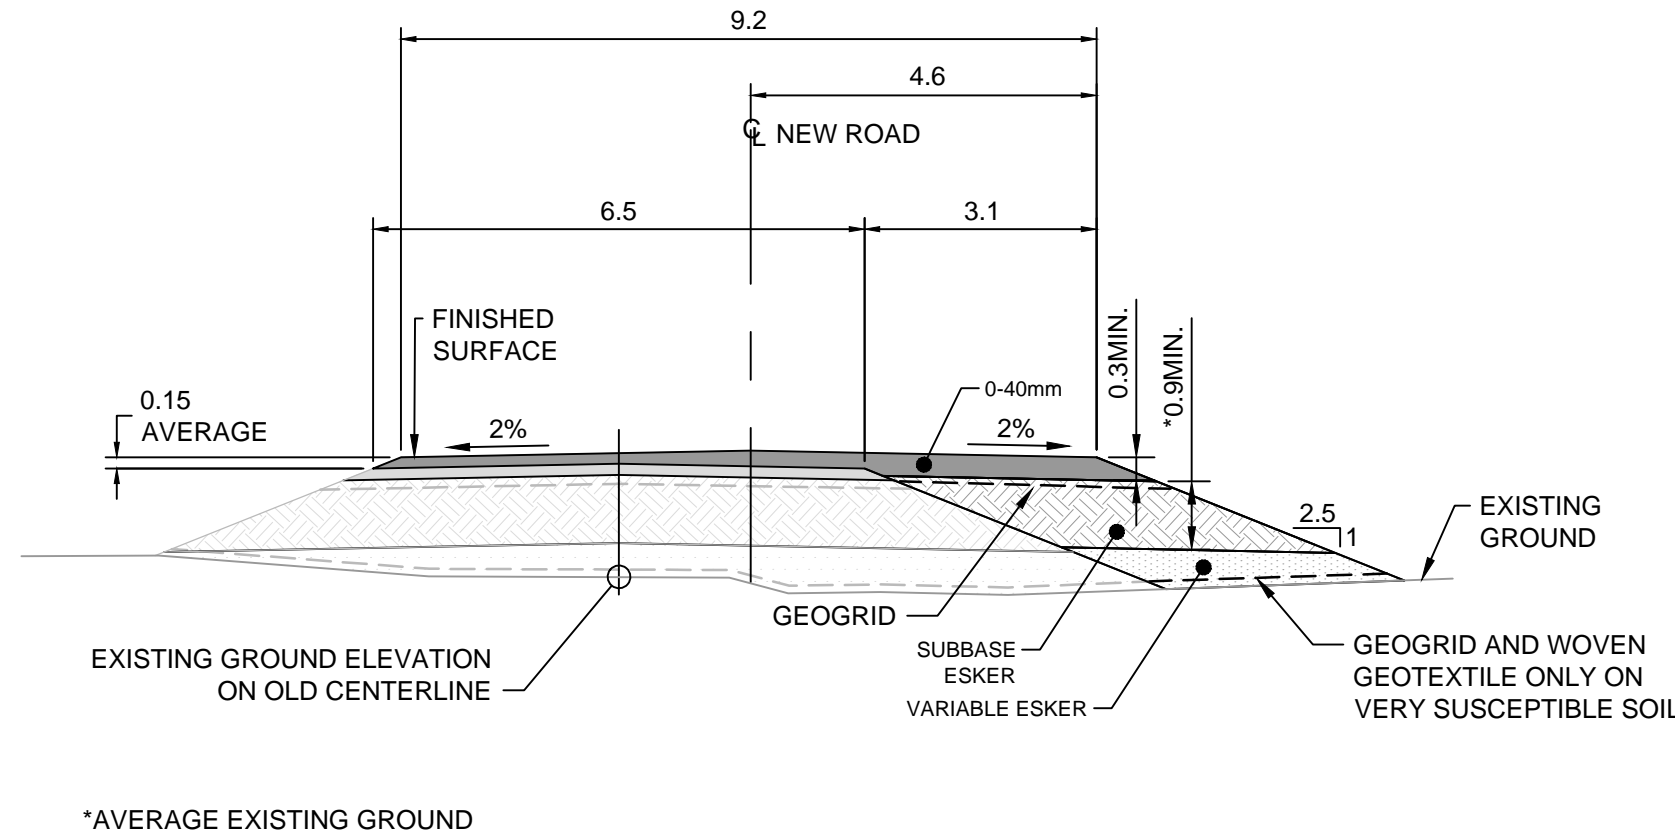 9.2
4.6
℄ NEW ROAD
6.5
3.1
FINISHED
SURFACE
0.3MIN.
*0.9MIN.
0-40mm
0.15
AVERAGE
2%
2%
2.5
1
EXISTING
GROUND
GEOGRID
SUBBASE
ESKER
VARIABLE ESKER
EXISTING GROUND ELEVATION
ON OLD CENTERLINE
GEOGRID AND WOVEN
GEOTEXTILE ONLY ON
VERY SUSCEPTIBLE SOIL
*AVERAGE EXISTING GROUND